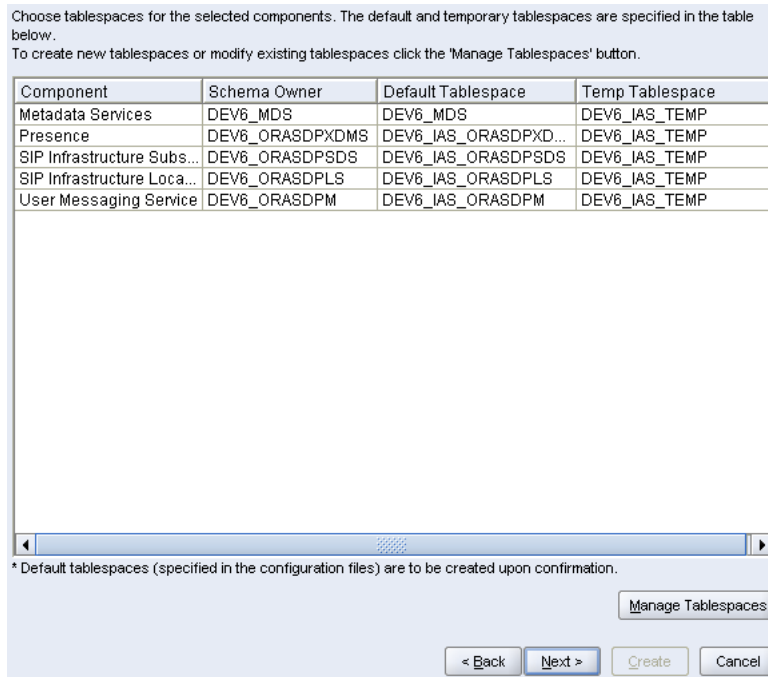 Choose tablespaces for the selected components. The default and temporary tablespaces are specified in the table
below.
To create new tablespaces or modify existing tablespaces click the 'Manage Tablespaces' button.
Component Schema Owner Default Tablespace Temp Tablespace
Metadata Services DEV6_MDS DEV6_MDS DEV6_IAS_TEMP
Presence DEV6_ORASDPXDMS DEV6_IAS_ORASDPXD... DEV6_IAS_TEMP
SIP Infrastructure Subs... DEV6_ORASDPSDS DEV6_IAS_ORASDPSDS DEV6_IAS_TEMP
SIP Infrastructure Loca... DEV6_ORASDPLS DEV6_IAS_ORASDPLS DEV6_IAS_TEMP
User Messaging Service DEV6_ORASDPM DEV6_IAS_ORASDPM DEV6_IAS_TEMP
* Default tablespaces (specified in the configuration files) are to be created upon confirmation.
Manage Tablespaces
< Back Next > Create Cancel